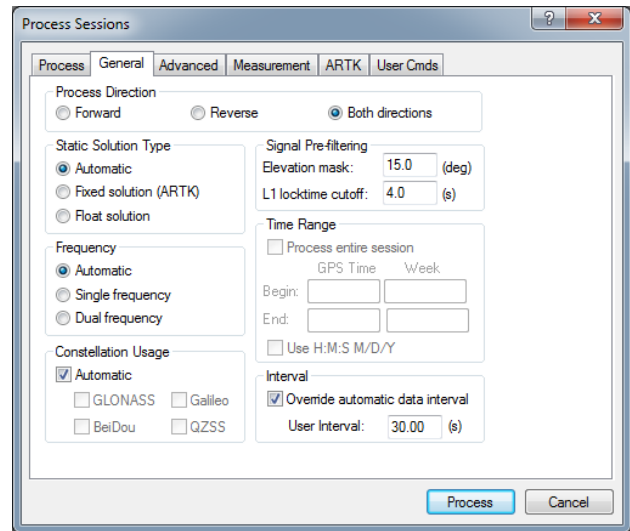 Process Sessions
?
Process General Advanced Measurement ARTK User Cmds
Process Direction
Forward Reverse Both directions
Static Solution Type
Automatic
Fixed solution (ARTK)
Float solution
Signal Pre-filtering
Elevation mask: 15.0 (deg)
L1 locktime cutoff: 4.0 (s)
Frequency
Automatic
Single frequency
Dual frequency
Time Range
Process entire session
GPS Time Week
Begin:
End:
Use H:M:S M/D/Y
Constellation Usage
Automatic
GLONASS Galileo
BeiDou QZSS
Interval
Override automatic data interval
User Interval: 30.00 (s)
Process Cancel